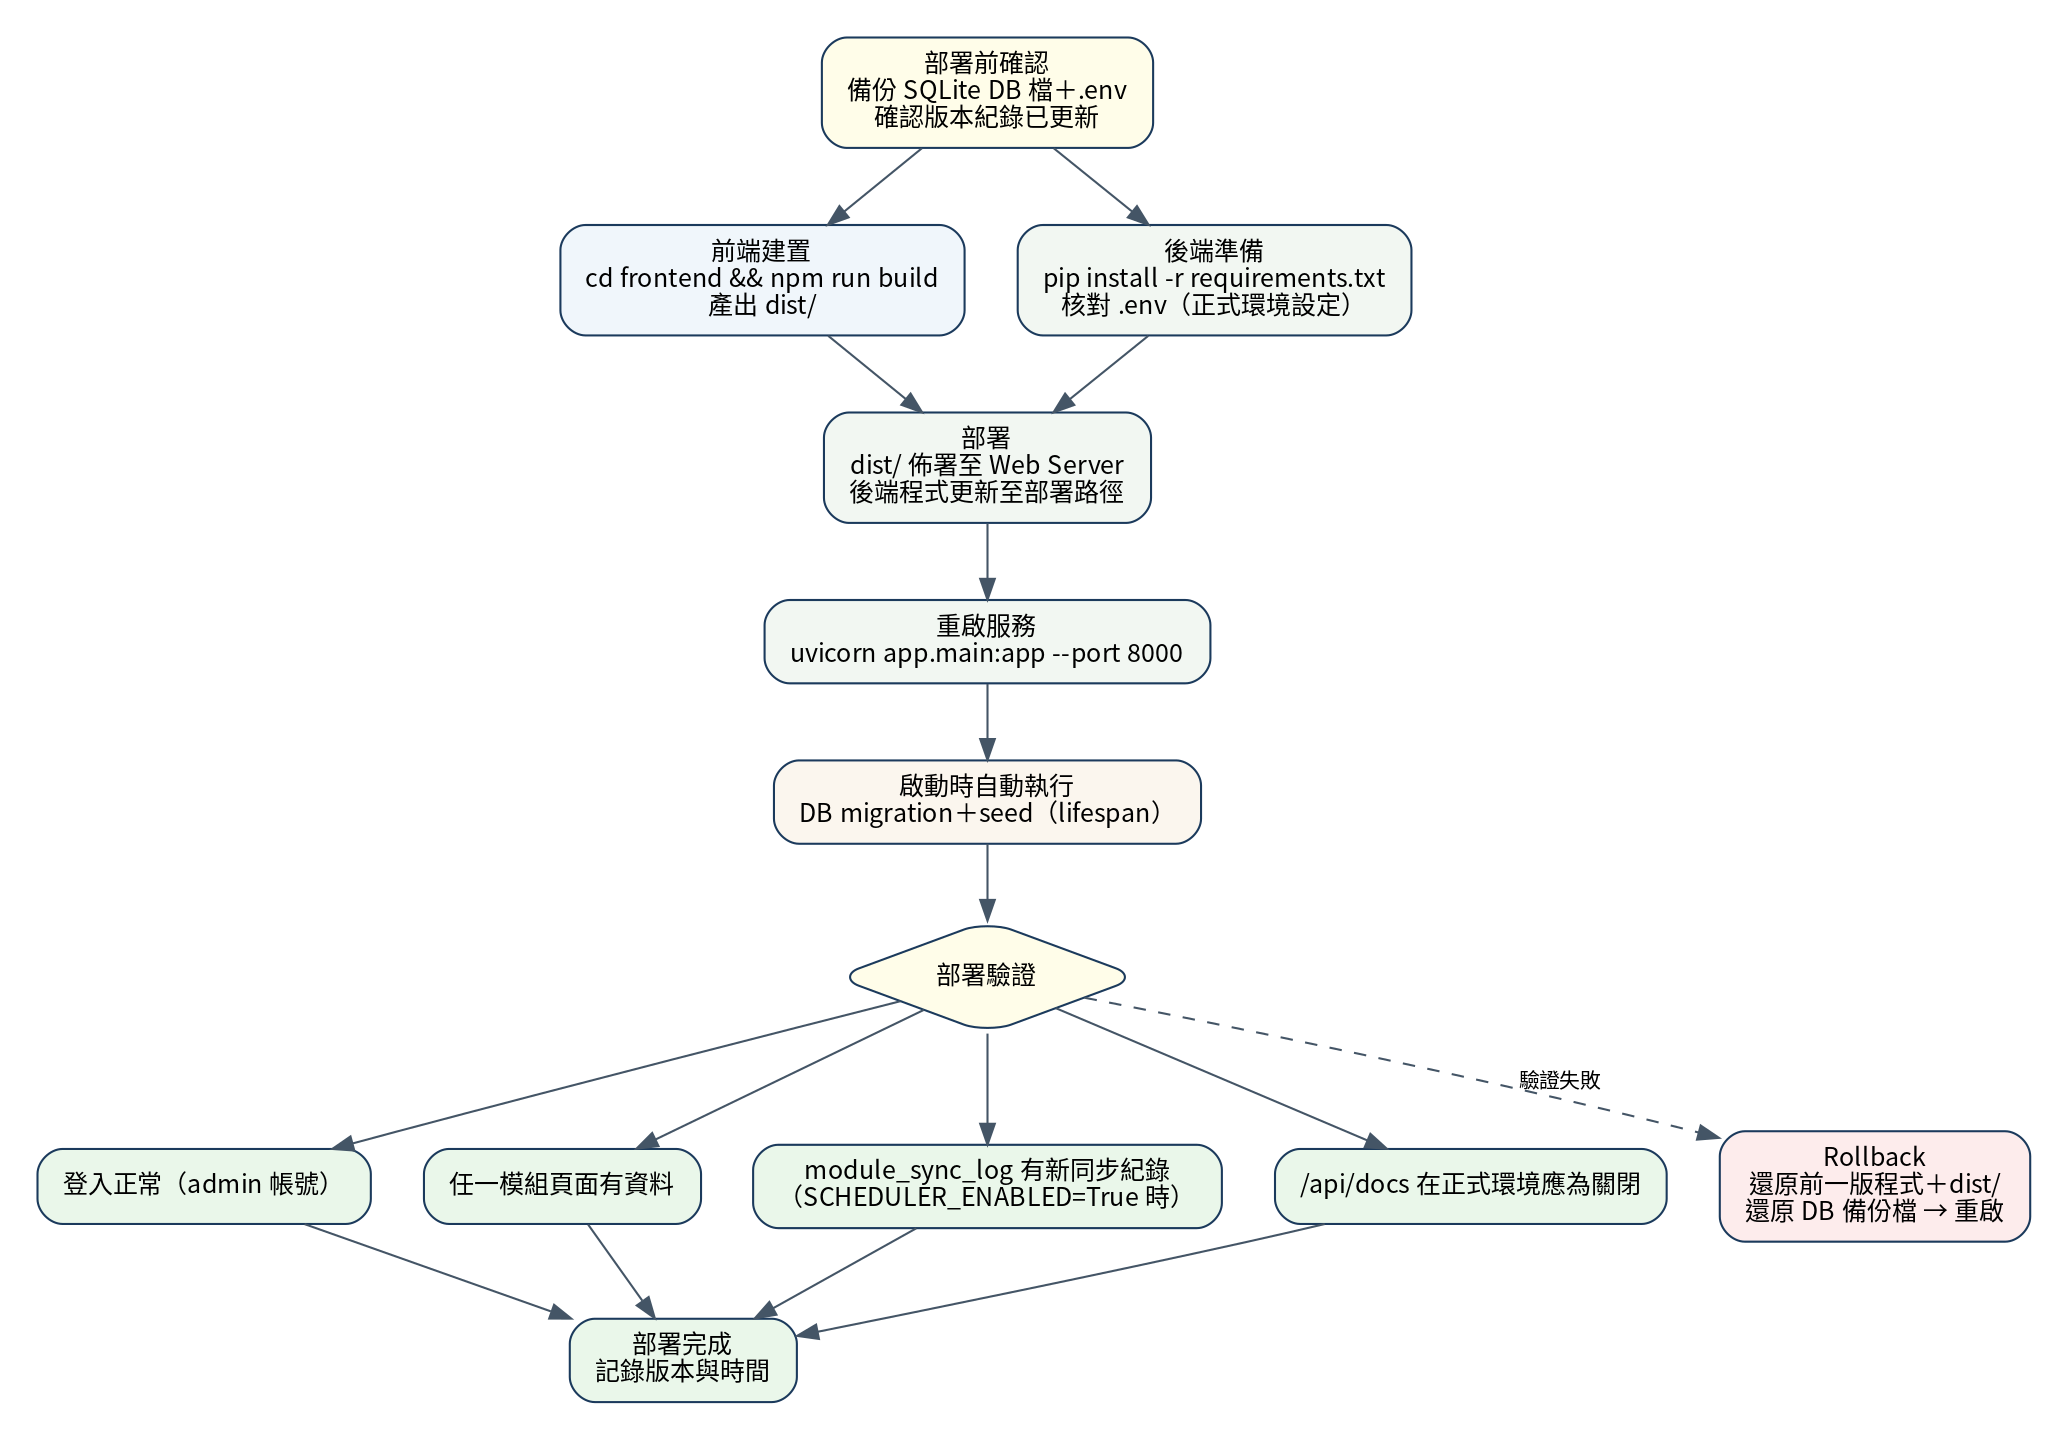 部署前確認
備份 SQLite DB 檔＋.env
確認版本紀錄已更新
前端建置
cd frontend && npm run build
產出 dist/
後端準備
pip install -r requirements.txt
核對 .env（正式環境設定）
部署
dist/ 佈署至 Web Server
後端程式更新至部署路徑
重啟服務
uvicorn app.main:app --port 8000
啟動時自動執行
DB migration＋seed（lifespan）
部署驗證
驗證失敗
登入正常（admin 帳號）
任一模組頁面有資料
module_sync_log 有新同步紀錄
（SCHEDULER_ENABLED=True 時）
/api/docs 在正式環境應為關閉
Rollback
還原前一版程式＋dist/
還原 DB 備份檔 → 重啟
部署完成
記錄版本與時間